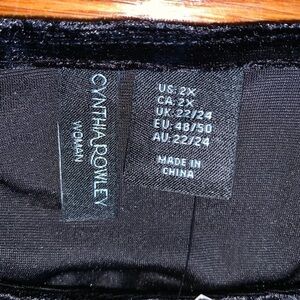 CYNTHIA ROWLEY
WOMAN
US: 2X
CA: 2X
UK: 22/24
EU: 48/50
AU: 22/24
MADE IN
CHINA